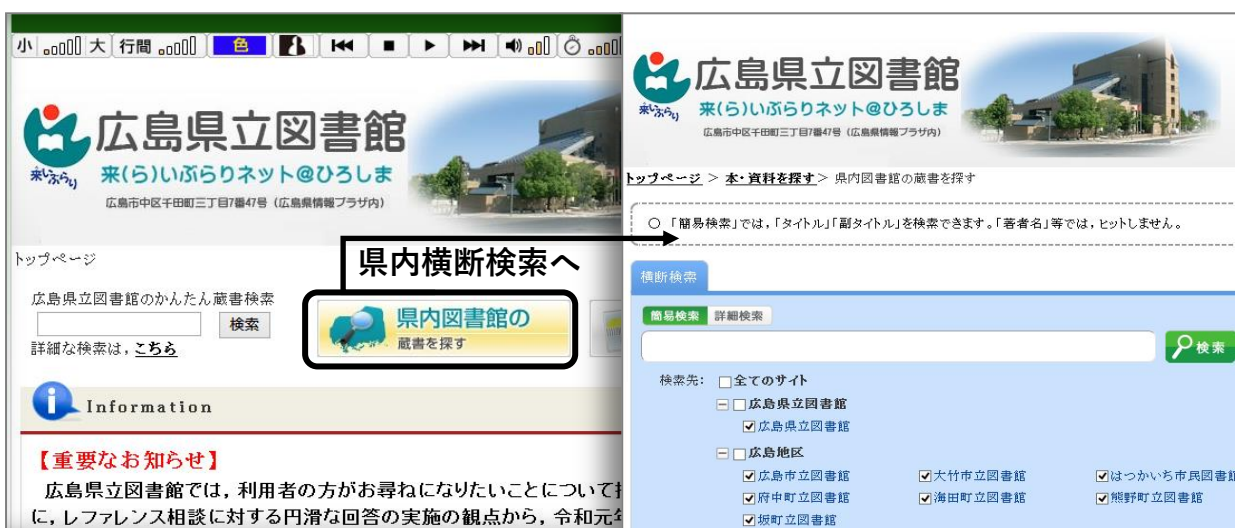 小 大 行間 色
広島県立図書館
来(ら)いぶらりネット@ひろしま
来いぶらり
広島市中区千田町三丁目7番47号（広島県情報プラザ内）
トップページ
県内横断検索へ
広島県立図書館のかんたん蔵書検索
検索
詳細な検索は，こちら
県内図書館の
蔵書を探す
Information
【重要なお知らせ】
広島県立図書館では，利用者の方がお尋ねになりたいことについて
に，レファレンス相談に対する円滑な回答の実施の観点から，令和元
広島県立図書館
来(ら)いぶらりネット@ひろしま
来いぶらり
広島市中区千田町三丁目7番47号（広島県情報プラザ内）
トップページ > 本・資料を探す > 県内図書館の蔵書を探す
○ 「簡易検索」では，「タイトル」「副タイトル」を検索できます。「著者名」等では，ヒットしません。
横断検索
簡易検索 詳細検索
検索
検索先: 全てのサイト
広島県立図書館
広島県立図書館
広島地区
広島市立図書館 大竹市立図書館 はつかいち市民図書館
府中町立図書館 海田町立図書館 熊野町立図書館
坂町立図書館